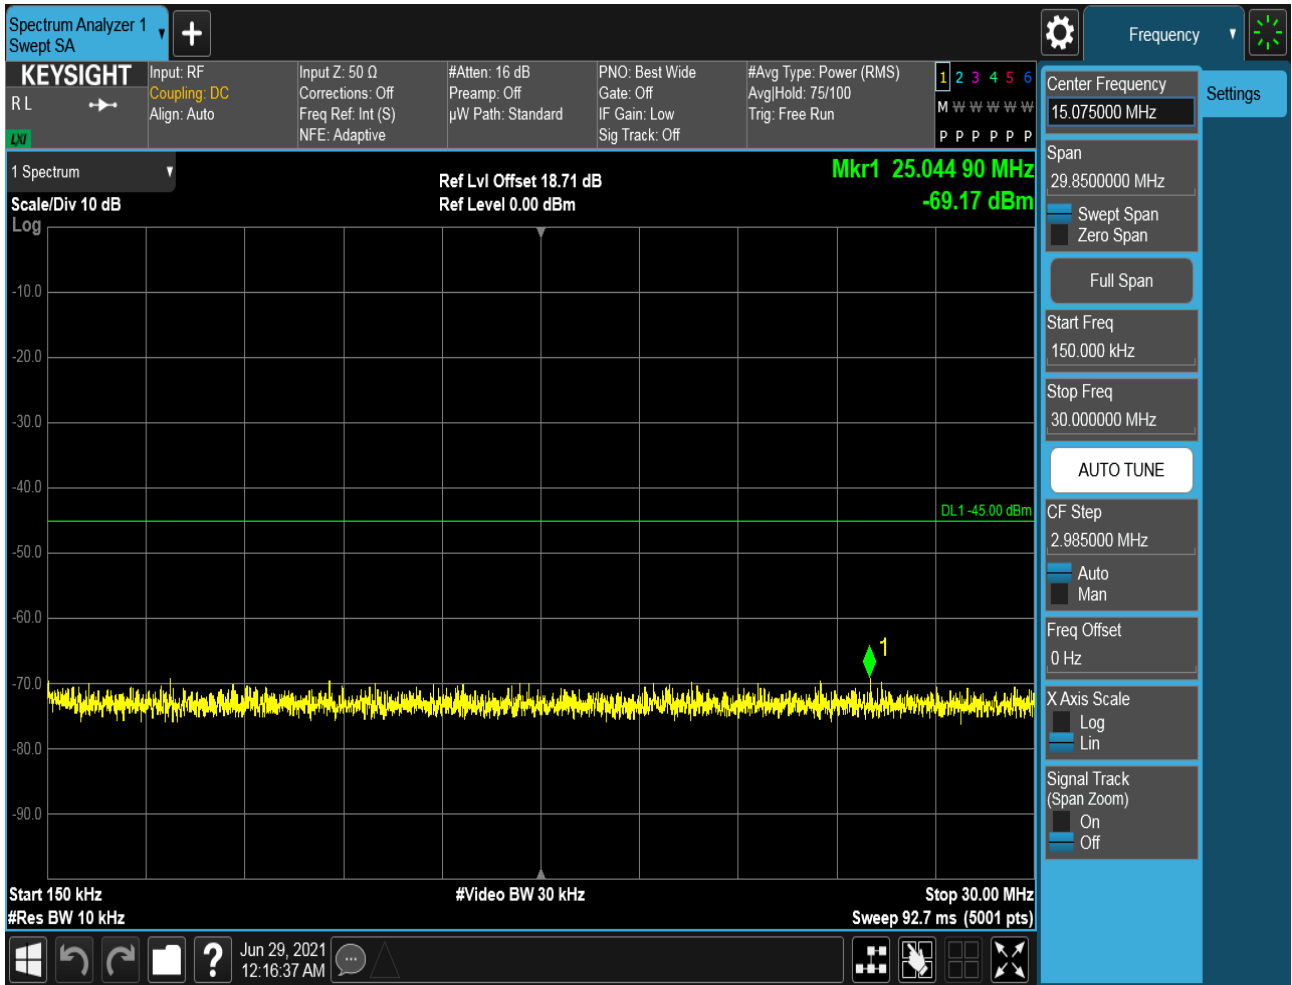 Spectrum Analyzer 1
Swept SA
Frequency
KEYSIGHT
R L
LXI
Input: RF
Coupling: DC
Align: Auto
Input Z: 50 Ω
Corrections: Off
Freq Ref: Int (S)
NFE: Adaptive
#Atten: 16 dB
Preamp: Off
µW Path: Standard
PNO: Best Wide
Gate: Off
IF Gain: Low
Sig Track: Off
#Avg Type: Power (RMS)
Avg|Hold: 75/100
Trig: Free Run
1 2 3 4 5 6
M W W W W W
P P P P P P
1 Spectrum
Scale/Div 10 dB
Log
Ref Lvl Offset 18.71 dB
Ref Level 0.00 dBm
Mkr1 25.044 90 MHz
-69.17 dBm
-10.0
-20.0
-30.0
-40.0
DL1 -45.00 dBm
-50.0
-60.0
1
-70.0
-80.0
-90.0
Start 150 kHz
#Res BW 10 kHz
#Video BW 30 kHz
Stop 30.00 MHz
Sweep 92.7 ms (5001 pts)
Jun 29, 2021
12:16:37 AM
Settings
Center Frequency
15.075000 MHz
Span
29.8500000 MHz
Swept Span
Zero Span
Full Span
Start Freq
150.000 kHz
Stop Freq
30.000000 MHz
AUTO TUNE
CF Step
2.985000 MHz
Auto
Man
Freq Offset
0 Hz
X Axis Scale
Log
Lin
Signal Track
(Span Zoom)
On
Off